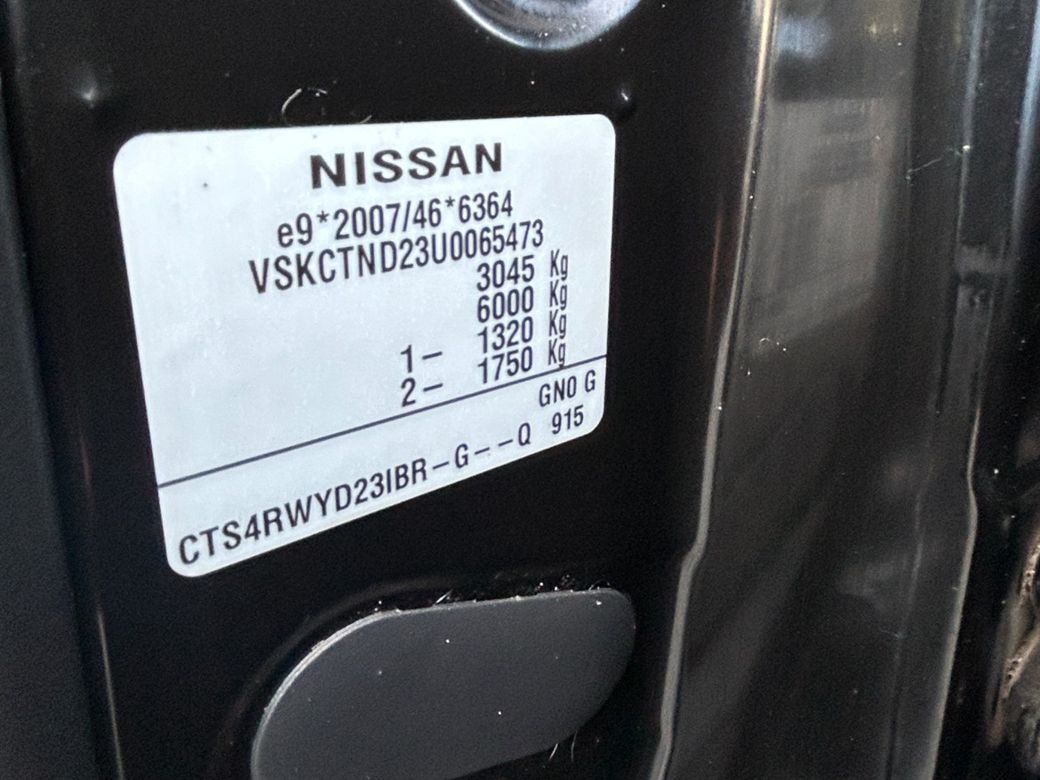 NISSAN
e9*2007/46*6364
VSKCTND23U0065473
3045 Kg
6000 Kg
1- 1320 Kg
2- 1750 Kg
GN0 G
CTS4RWYD23IBR-G--Q 915